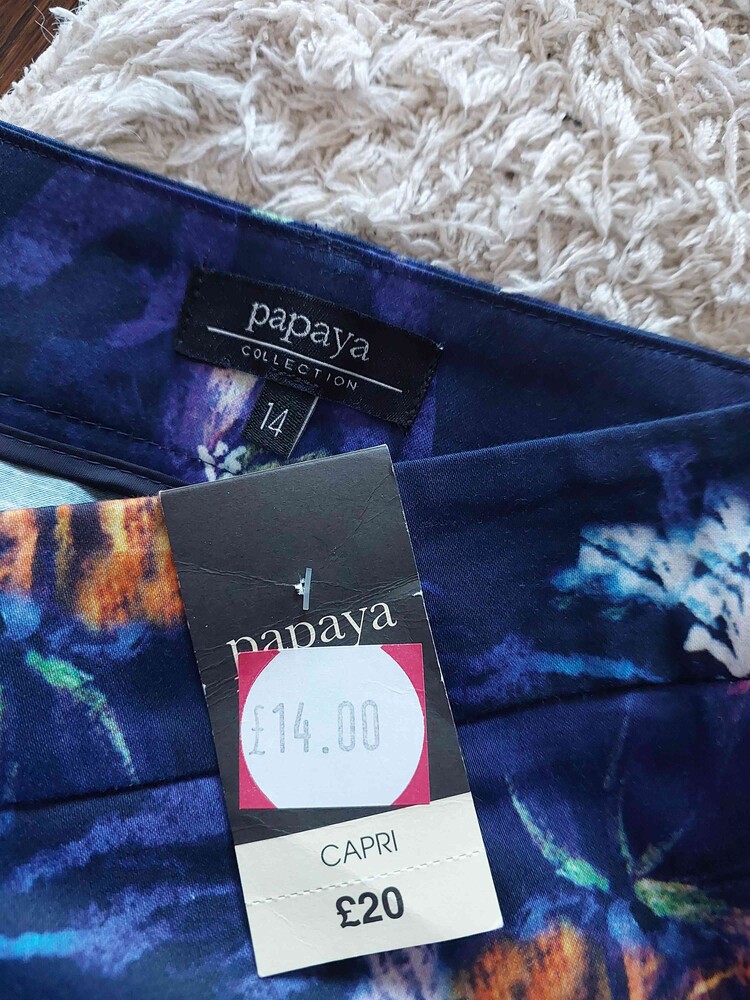 papaya
COLLECTION
14
papaya
£14.00
CAPRI
£20